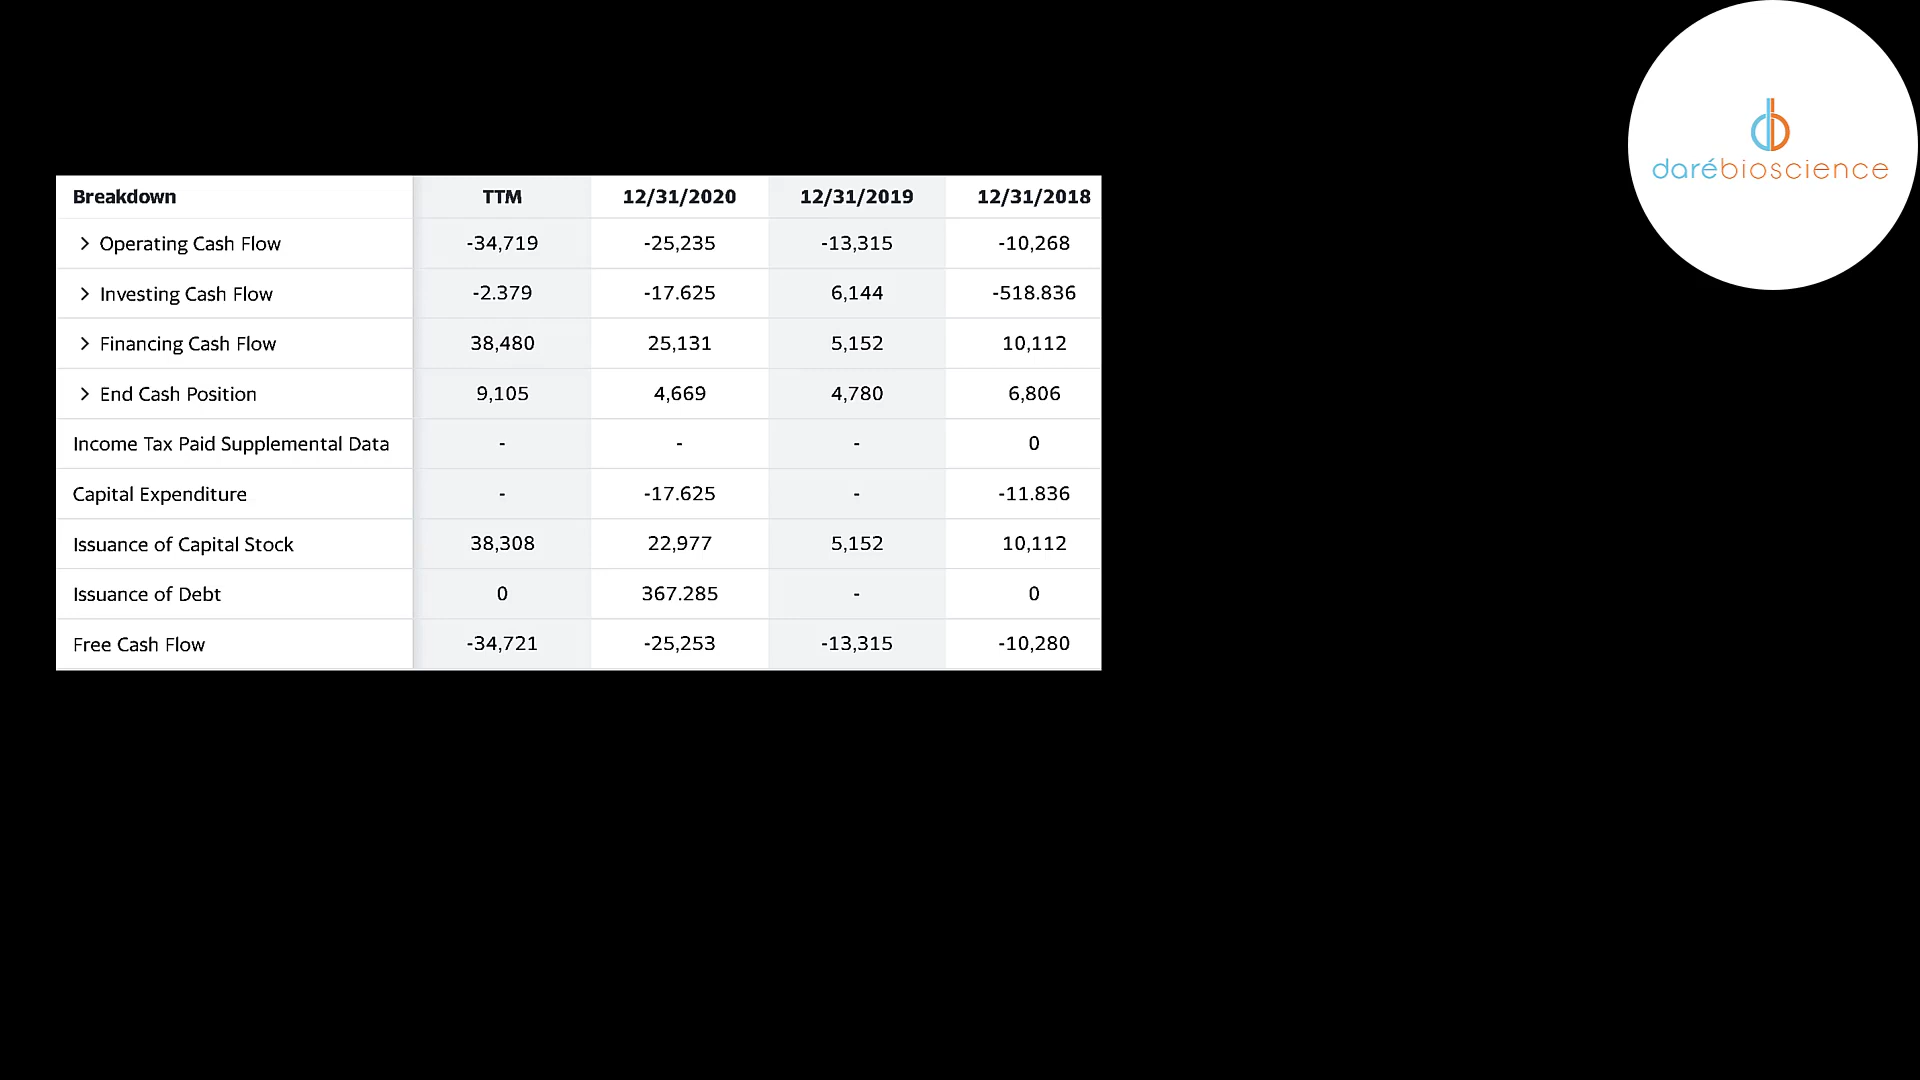 darébioscience
Breakdown TTM 12/31/2020 12/31/2019 12/31/2018
Operating Cash Flow -34,719 -25,235 -13,315 -10,268
Investing Cash Flow -2.379 -17.625 6,144 -518.836
Financing Cash Flow 38,480 25,131 5,152 10,112
End Cash Position 9,105 4,669 4,780 6,806
Income Tax Paid Supplemental Data - - - 0
Capital Expenditure - -17.625 - -11.836
Issuance of Capital Stock 38,308 22,977 5,152 10,112
Issuance of Debt 0 367.285 - 0
Free Cash Flow -34,721 -25,253 -13,315 -10,280